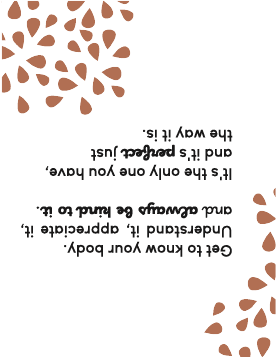 Get to know your body.
Understand it, appreciate it,
and always be kind to it.
It's the only one you have,
and it's perfect just
the way it is.